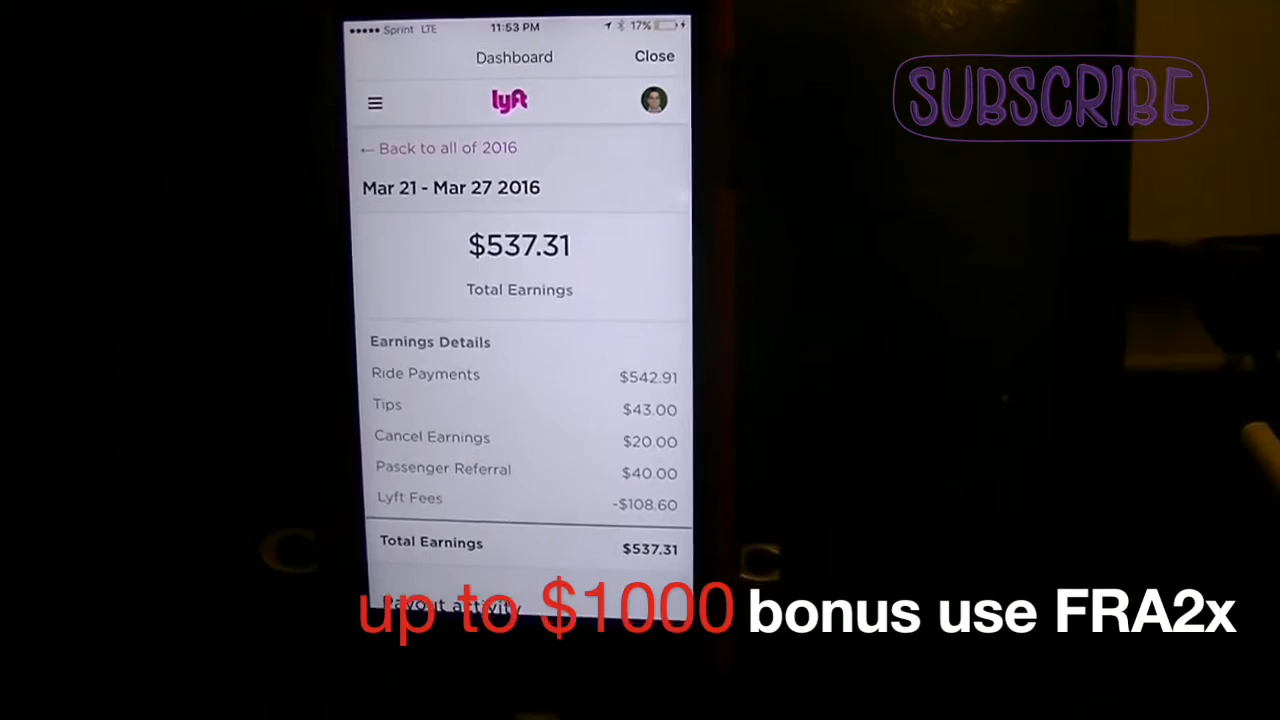 Sprint LTE 11:53 PM 17%
Dashboard Close
lyft
← Back to all of 2016
Mar 21 - Mar 27 2016
$537.31
Total Earnings
Earnings Details
Ride Payments $542.91
Tips $43.00
Cancel Earnings $20.00
Passenger Referral $40.00
Lyft Fees -$108.60
Total Earnings $537.31
Payout activity
SUBSCRIBE
up to $1000 bonus use FRA2x